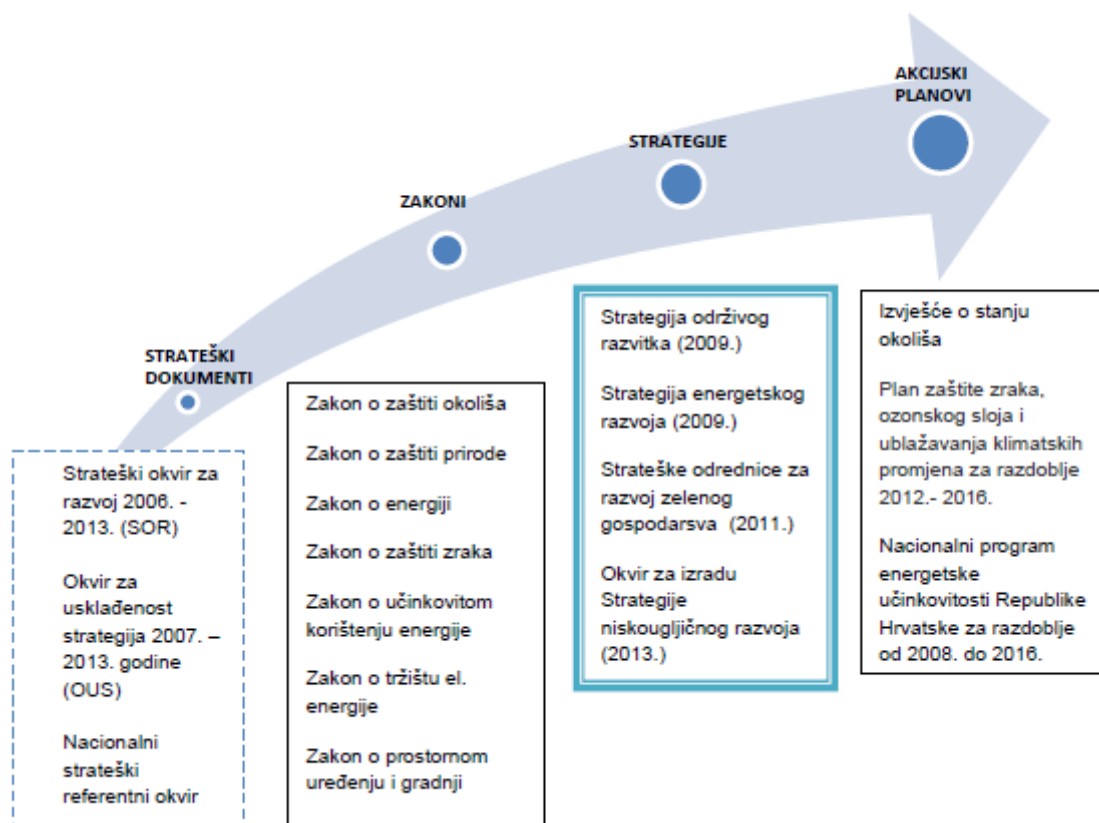 STRATEŠKI
DOKUMENTI
Strateški okvir za
razvoj 2006. -
2013. (SOR)
Okvir za
usklađenost
strategija 2007. –
2013. godine
(OUS)
Nacionalni
strateški
referentni okvir
ZAKONI
Zakon o zaštiti okoliša
Zakon o zaštiti prirode
Zakon o energiji
Zakon o zaštiti zraka
Zakon o učinkovitom
korištenju energije
Zakon o tržištu el.
energije
Zakon o prostornom
uređenju i gradnji
STRATEGIJE
Strategija održivog
razvitka (2009.)
Strategija energetskog
razvoja (2009.)
Strateške odrednice za
razvoj zelenog
gospodarsva (2011.)
Okvir za izradu
Strategije
niskougljičnog razvoja
(2013.)
AKCIJSKI
PLANOVI
Izvješće o stanju
okoliša
Plan zaštite zraka,
ozonskog sloja i
ublažavanja klimatskih
promjena za razdoblje
2012.- 2016.
Nacionalni program
energetske
učinkovitosti Republike
Hrvatske za razdoblje
od 2008. do 2016.